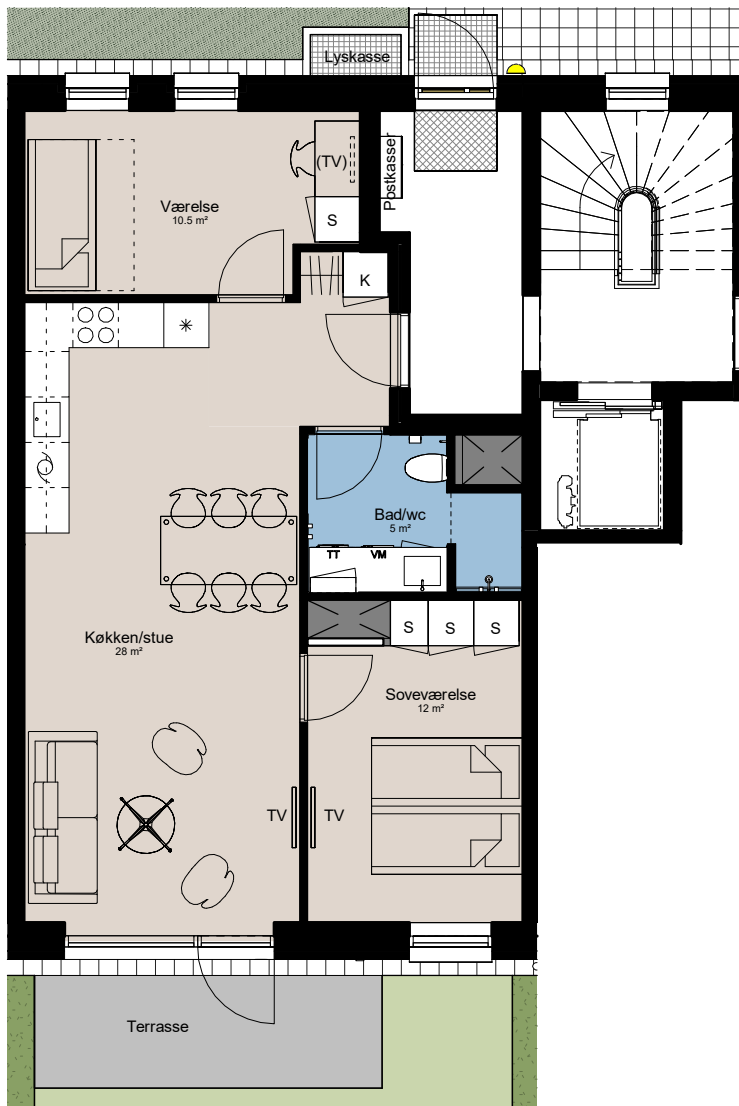 Lyskasse
Postkasser
(TV)
Værelse
10.5 m²
S
K
Bad/wc
5 m²
TT
VM
S
S
S
Køkken/stue
28 m²
Soveværelse
12 m²
TV
TV
Terrasse